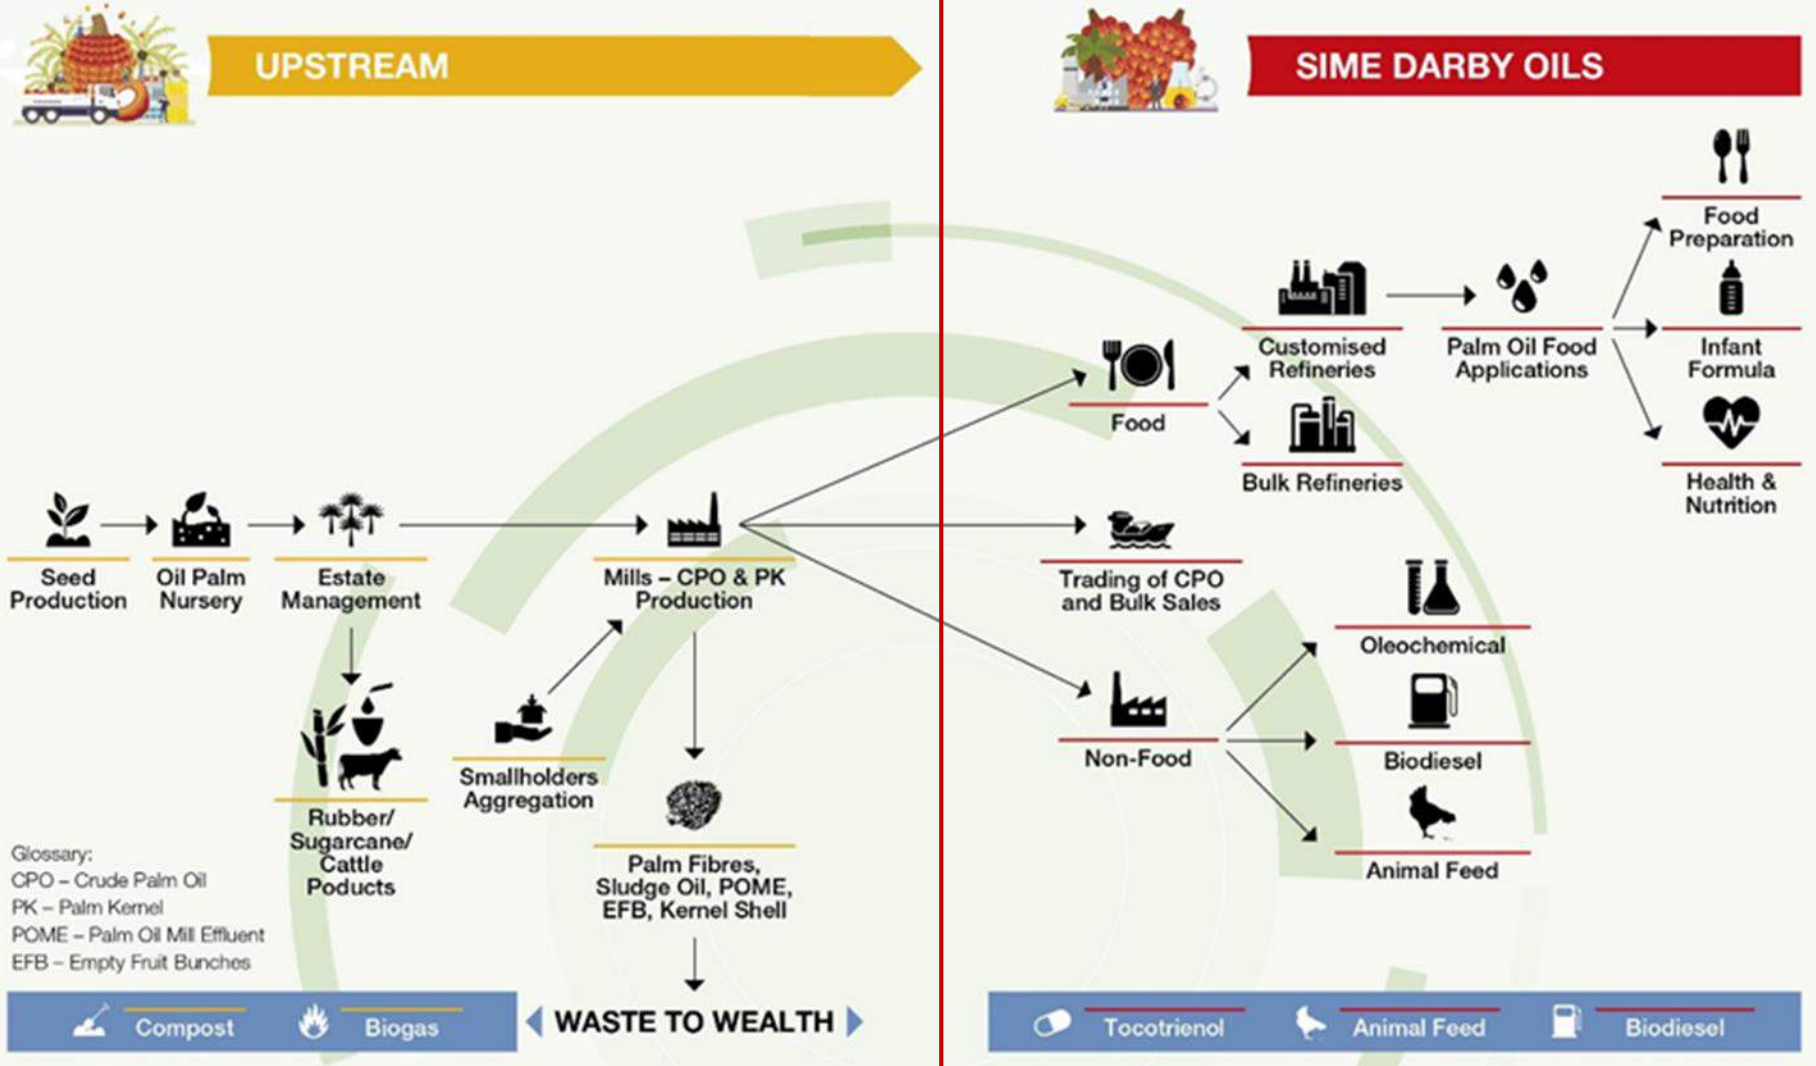 UPSTREAM
SIME DARBY OILS
Food
Preparation
Customised
Refineries
Palm Oil Food
Applications
Infant
Formula
Food
Bulk Refineries
Health &
Nutrition
Seed
Production
Oil Palm
Nursery
Estate
Management
Mills – CPO & PK
Production
Trading of CPO
and Bulk Sales
Oleochemical
Non-Food
Biodiesel
Animal Feed
Smallholders
Aggregation
Rubber/
Sugarcane/
Cattle
Poducts
Palm Fibres,
Sludge Oil, POME,
EFB, Kernel Shell
Glossary:
CPO – Crude Palm Oil
PK – Palm Kernel
POME – Palm Oil Mill Effluent
EFB – Empty Fruit Bunches
Compost
Biogas
WASTE TO WEALTH
Tocotrienol
Animal Feed
Biodiesel